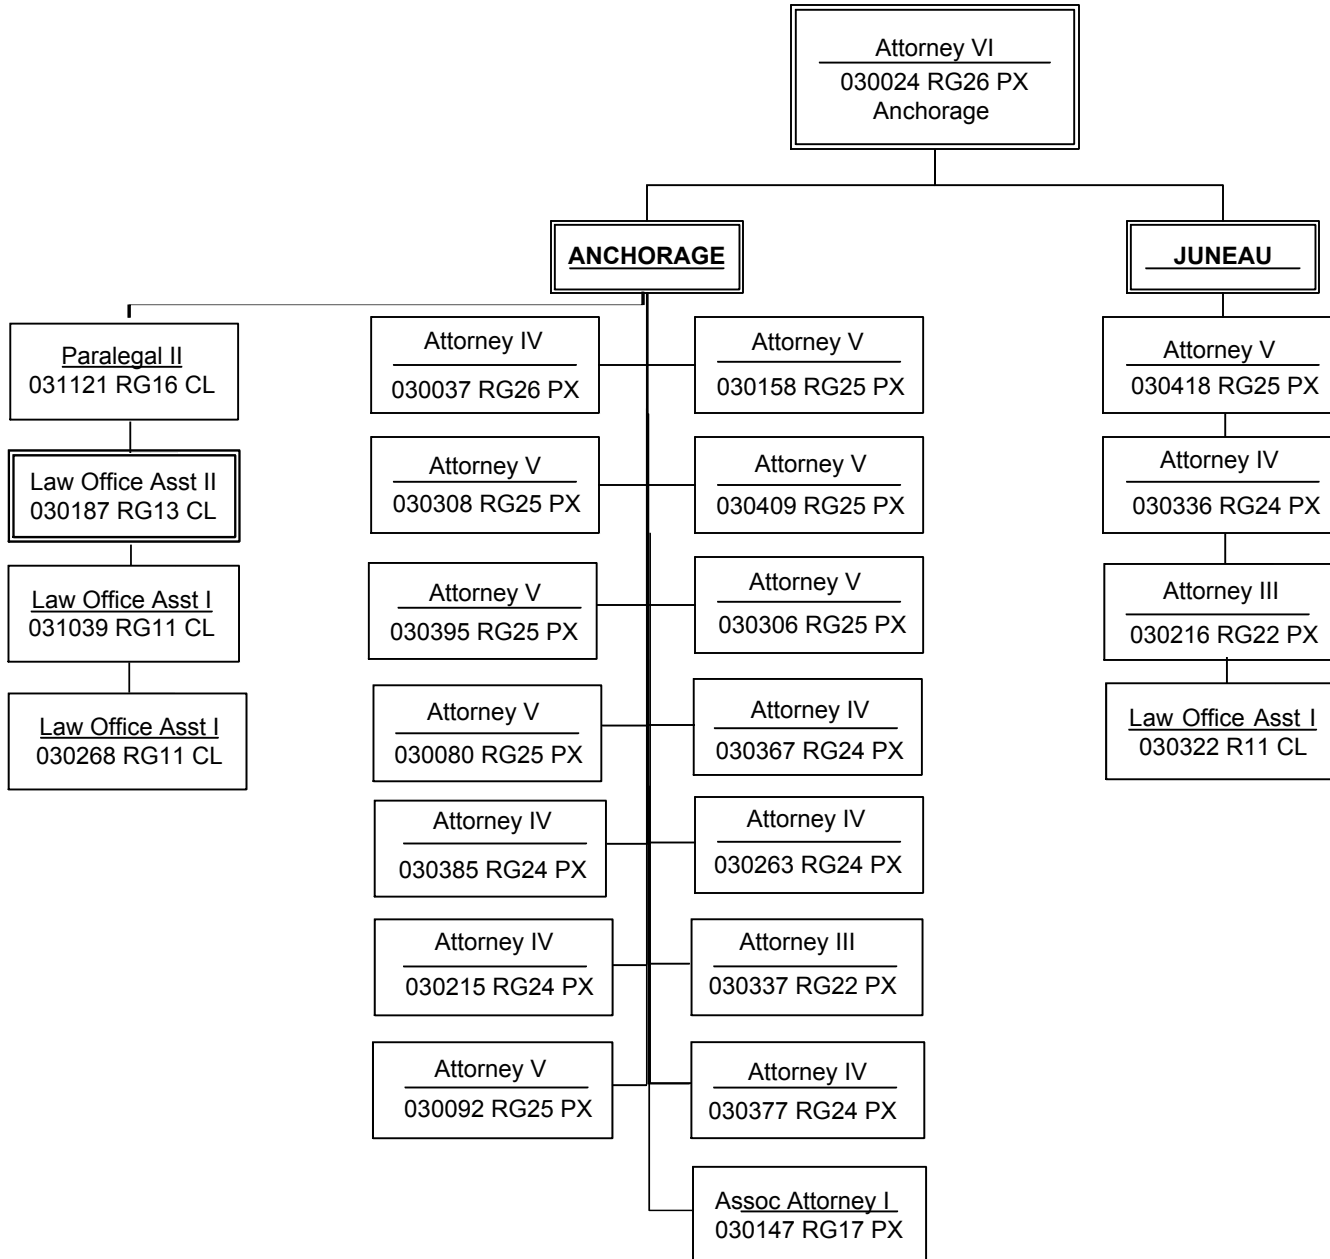 Attorney VI
030024 RG26 PX
Anchorage
ANCHORAGE
JUNEAU
Paralegal II
031121 RG16 CL
Law Office Asst II
030187 RG13 CL
Law Office Asst I
031039 RG11 CL
Law Office Asst I
030268 RG11 CL
Attorney IV
030037 RG26 PX
Attorney V
030308 RG25 PX
Attorney V
030395 RG25 PX
Attorney V
030080 RG25 PX
Attorney IV
030385 RG24 PX
Attorney IV
030215 RG24 PX
Attorney V
030092 RG25 PX
Attorney V
030158 RG25 PX
Attorney V
030409 RG25 PX
Attorney V
030306 RG25 PX
Attorney IV
030367 RG24 PX
Attorney IV
030263 RG24 PX
Attorney III
030337 RG22 PX
Attorney IV
030377 RG24 PX
Assoc Attorney I
030147 RG17 PX
Attorney V
030418 RG25 PX
Attorney IV
030336 RG24 PX
Attorney III
030216 RG22 PX
Law Office Asst I
030322 R11 CL